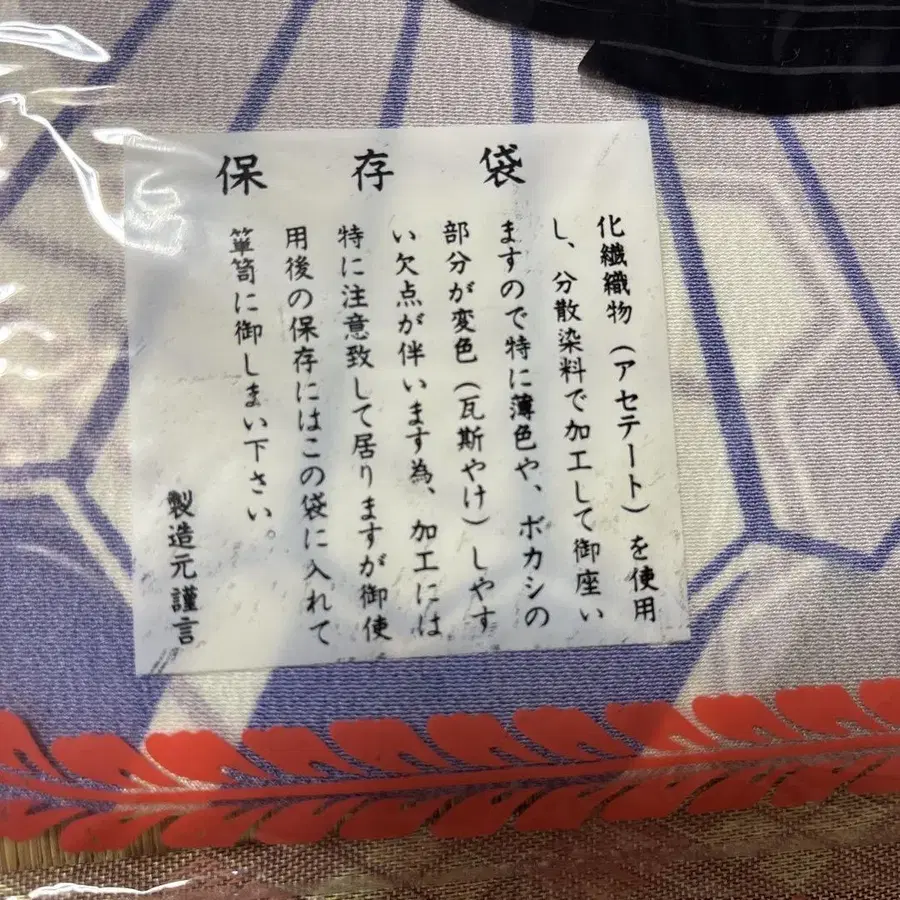 保存袋
化繊織物(アセテート)を使用
し、分散染料で加工して御座い
ますので特に薄色や、ボカシの
部分が変色(瓦斯やけ)しやす
い欠点が伴います為、加工には
特に注意致して居りますが御使
用後の保存にはこの袋に入れて
箪笥に御しまい下さい。
製造元謹言